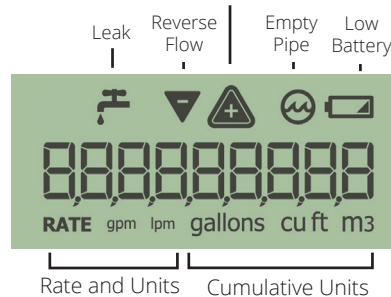 Leak
Reverse
Flow
Empty
Pipe
Low
Battery
8,8,8,8,8,8,8,8,8
RATE gpm lpm gallons cu ft m3
Rate and Units
Cumulative Units